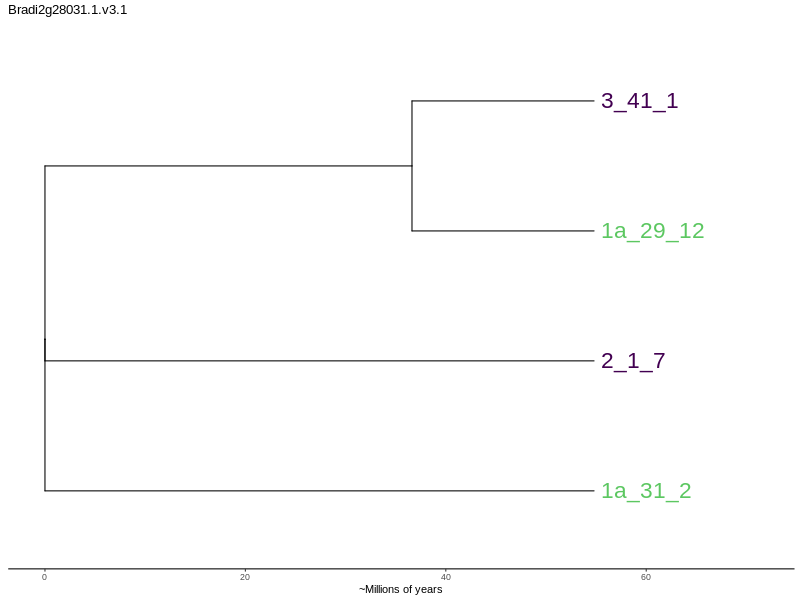 Bradi2g28031.1.v3.1
3_41_1
1a_29_12
2_1_7
1a_31_2
0 20 40 60
~Millions of years